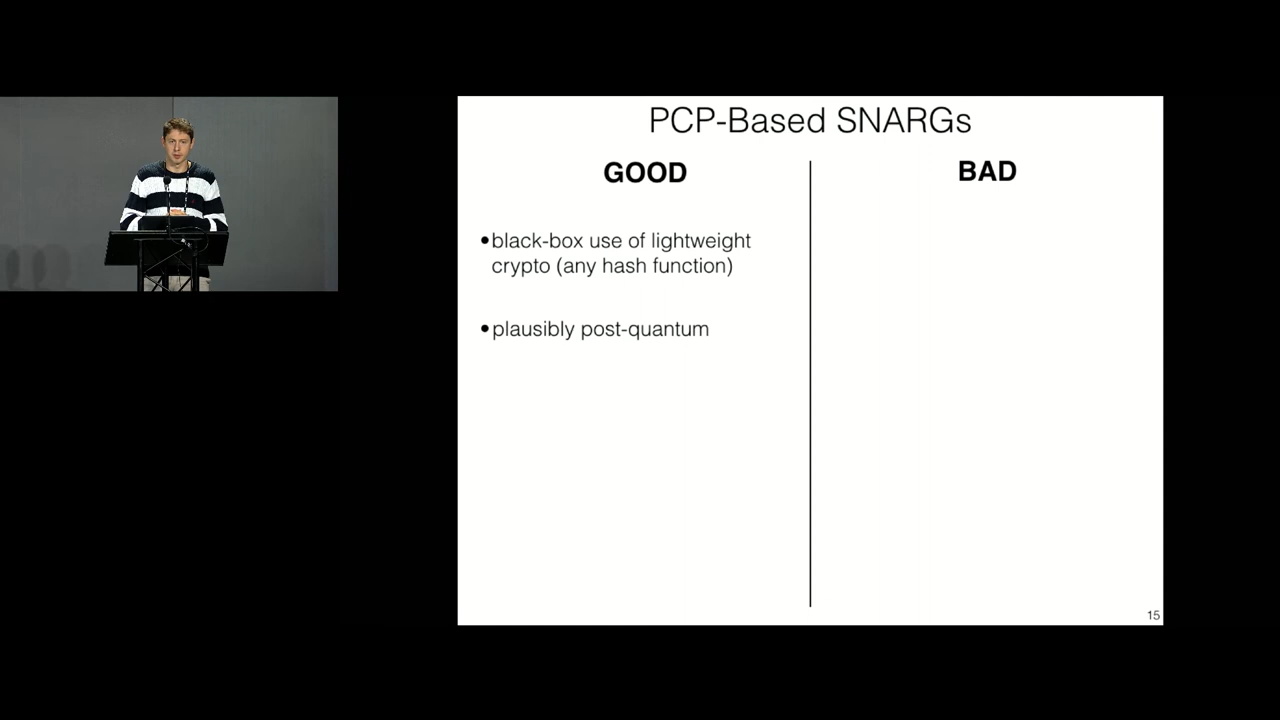 PCP-Based SNARGs
GOOD
BAD
•black-box use of lightweight
crypto (any hash function)
•plausibly post-quantum
15